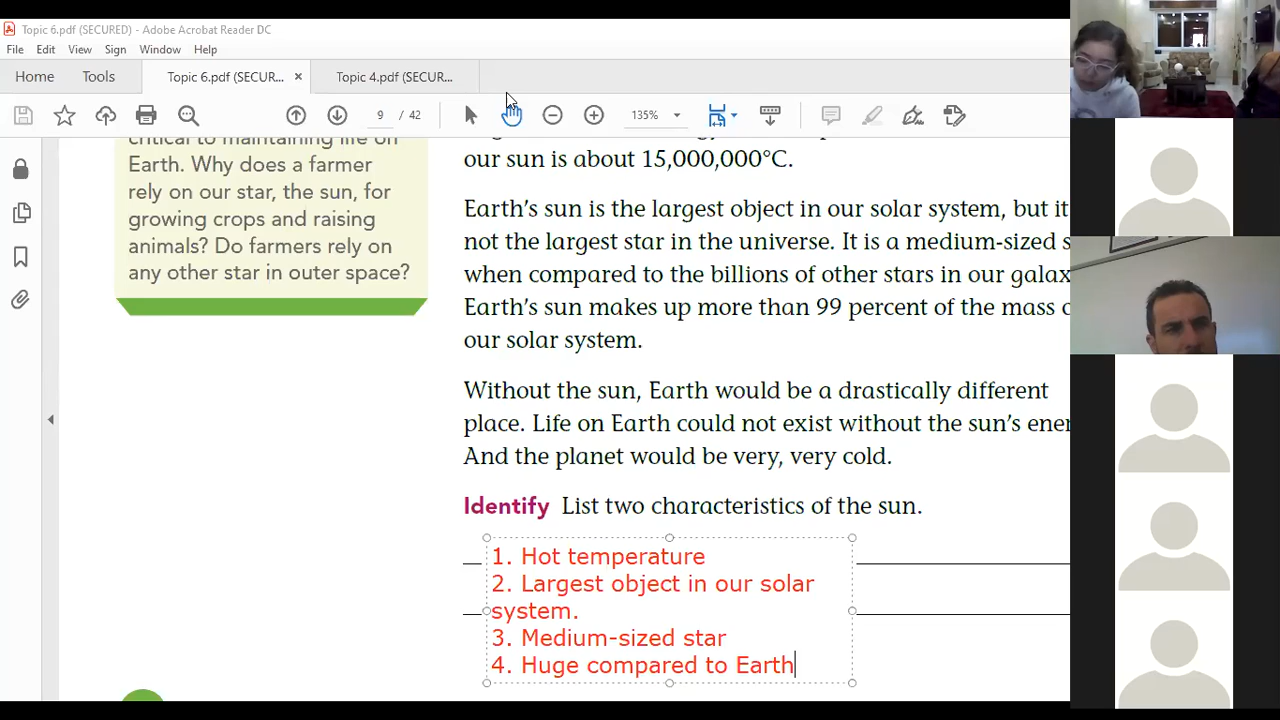 Topic 6.pdf (SECURED) - Adobe Acrobat Reader DC
File Edit View Sign Window Help
Home Tools Topic 6.pdf (SECUR... × Topic 4.pdf (SECUR...
9 / 42 135%
critical to maintaining life on
Earth. Why does a farmer
rely on our star, the sun, for
growing crops and raising
animals? Do farmers rely on
any other star in outer space?
our sun is about 15,000,000°C.
Earth's sun is the largest object in our solar system, but it
not the largest star in the universe. It is a medium-sized s
when compared to the billions of other stars in our galax
Earth's sun makes up more than 99 percent of the mass o
our solar system.
Without the sun, Earth would be a drastically different
place. Life on Earth could not exist without the sun's ener
And the planet would be very, very cold.
Identify List two characteristics of the sun.
1. Hot temperature
2. Largest object in our solar
system.
3. Medium-sized star
4. Huge compared to Earth